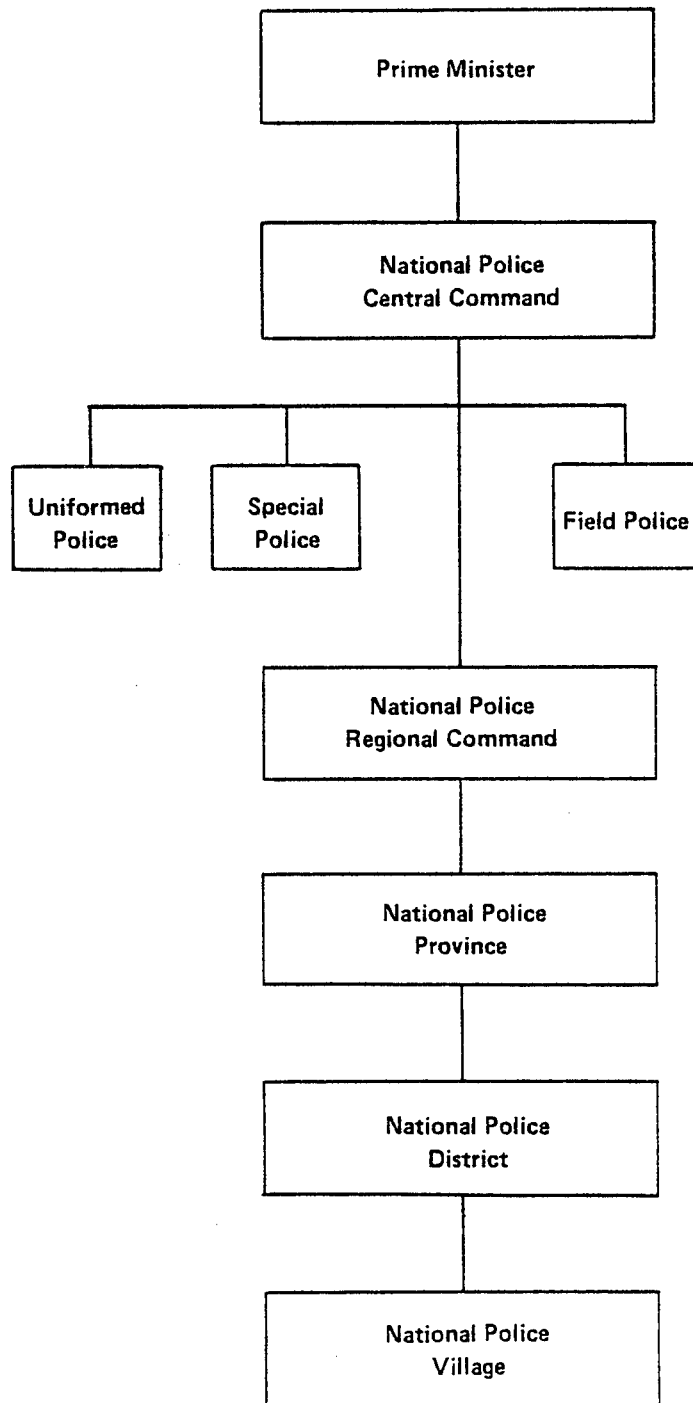 Prime Minister
National Police
Central Command
Uniformed
Police
Special
Police
Field Police
National Police
Regional Command
National Police
Province
National Police
District
National Police
Village